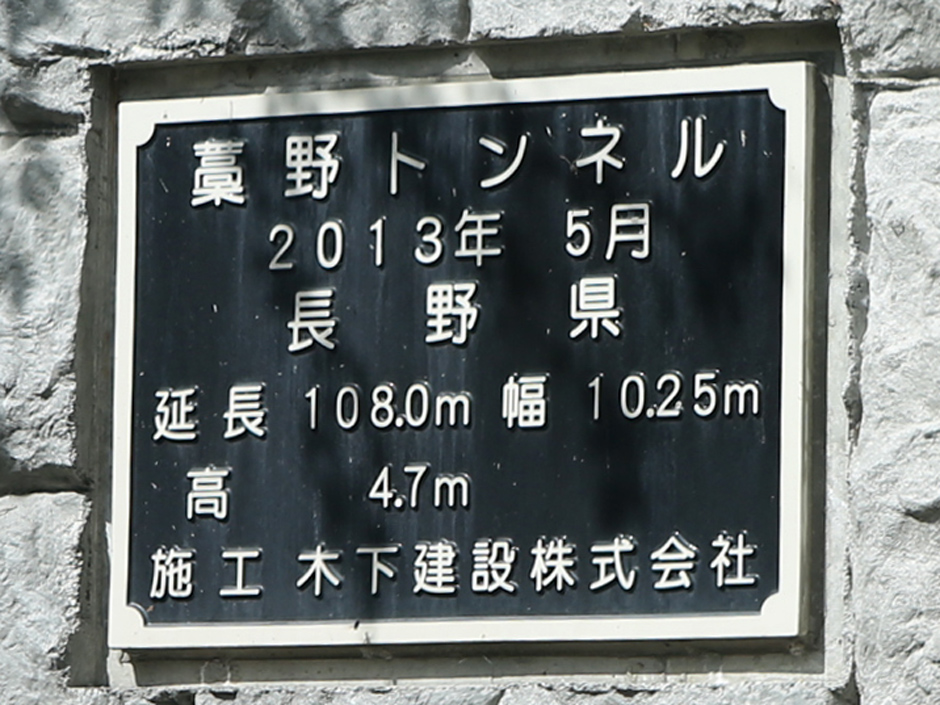 藁野トンネル
2013年 5月
長野県
延長 108.0m 幅 10.25m
高 4.7m
施工 木下建設株式会社